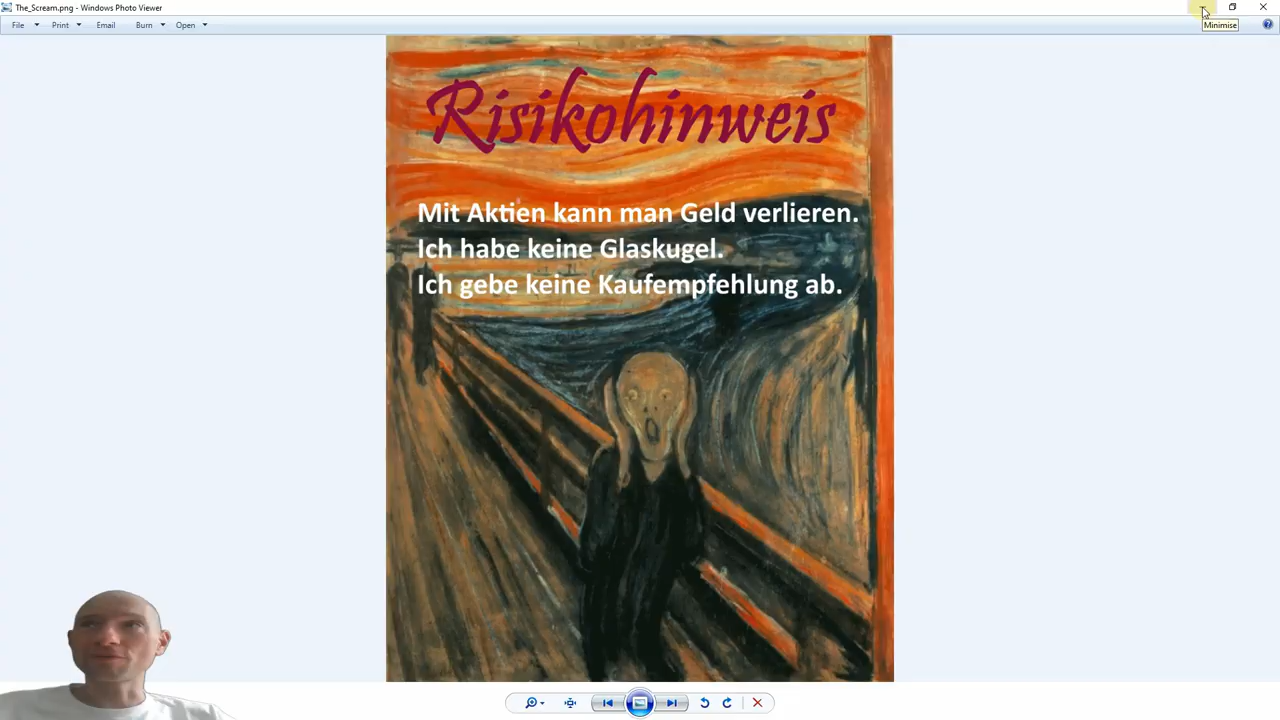 The_Scream.png - Windows Photo Viewer
File Print Email Burn Open
Minimise
Risikohinweis
Mit Aktien kann man Geld verlieren.
Ich habe keine Glaskugel.
Ich gebe keine Kaufempfehlung ab.